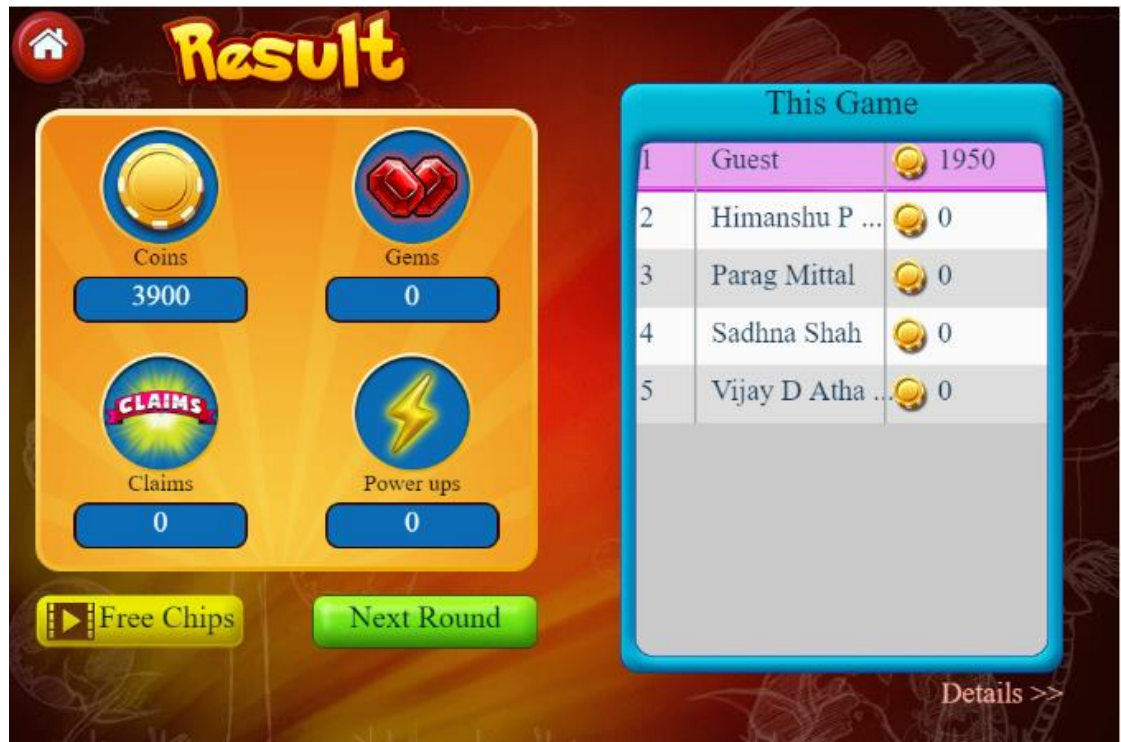 Result
Coins
3900
Gems
0
CLAIMS
Claims
0
Power ups
0
Free Chips
Next Round
This Game
1 Guest 1950
2 Himanshu P ... 0
3 Parag Mittal 0
4 Sadhna Shah 0
5 Vijay D Atha ... 0
Details >>